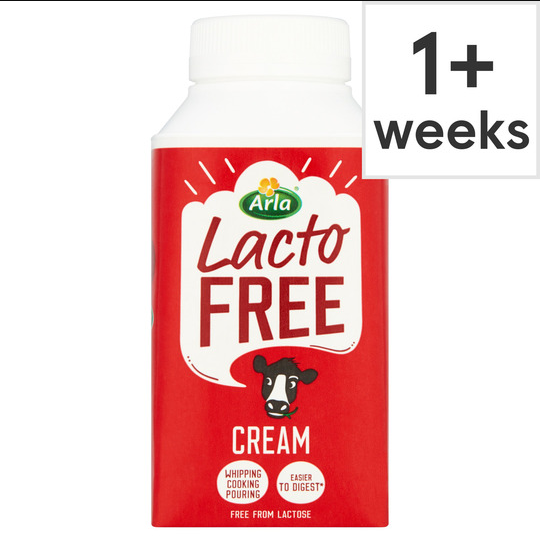 1+
weeks
Arla
Lacto
FREE
CREAM
WHIPPING
COOKING
POURING
EASIER
TO DIGEST*
FREE FROM LACTOSE